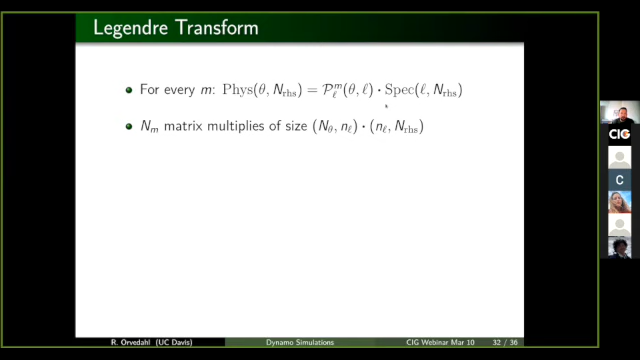 Legendre Transform
For every m: Phys(θ, N_rhs) = 𝒫_ℓ^m(θ, ℓ) • Spec(ℓ, N_rhs)
N_m matrix multiplies of size (N_θ, n_ℓ) • (n_ℓ, N_rhs)
R. Orvedahl (UC Davis) Dynamo Simulations CIG Webinar Mar 10 32 / 36
CIG
C